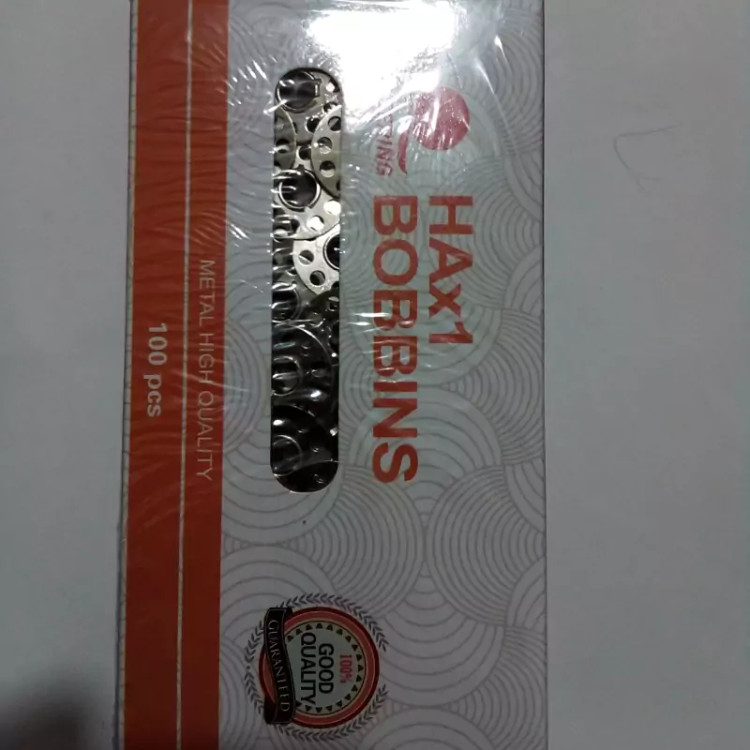 HAx1
BOBBINS
METAL HIGH QUALITY
100 pcs
100%
GOOD
QUALITY
GUARANTEED